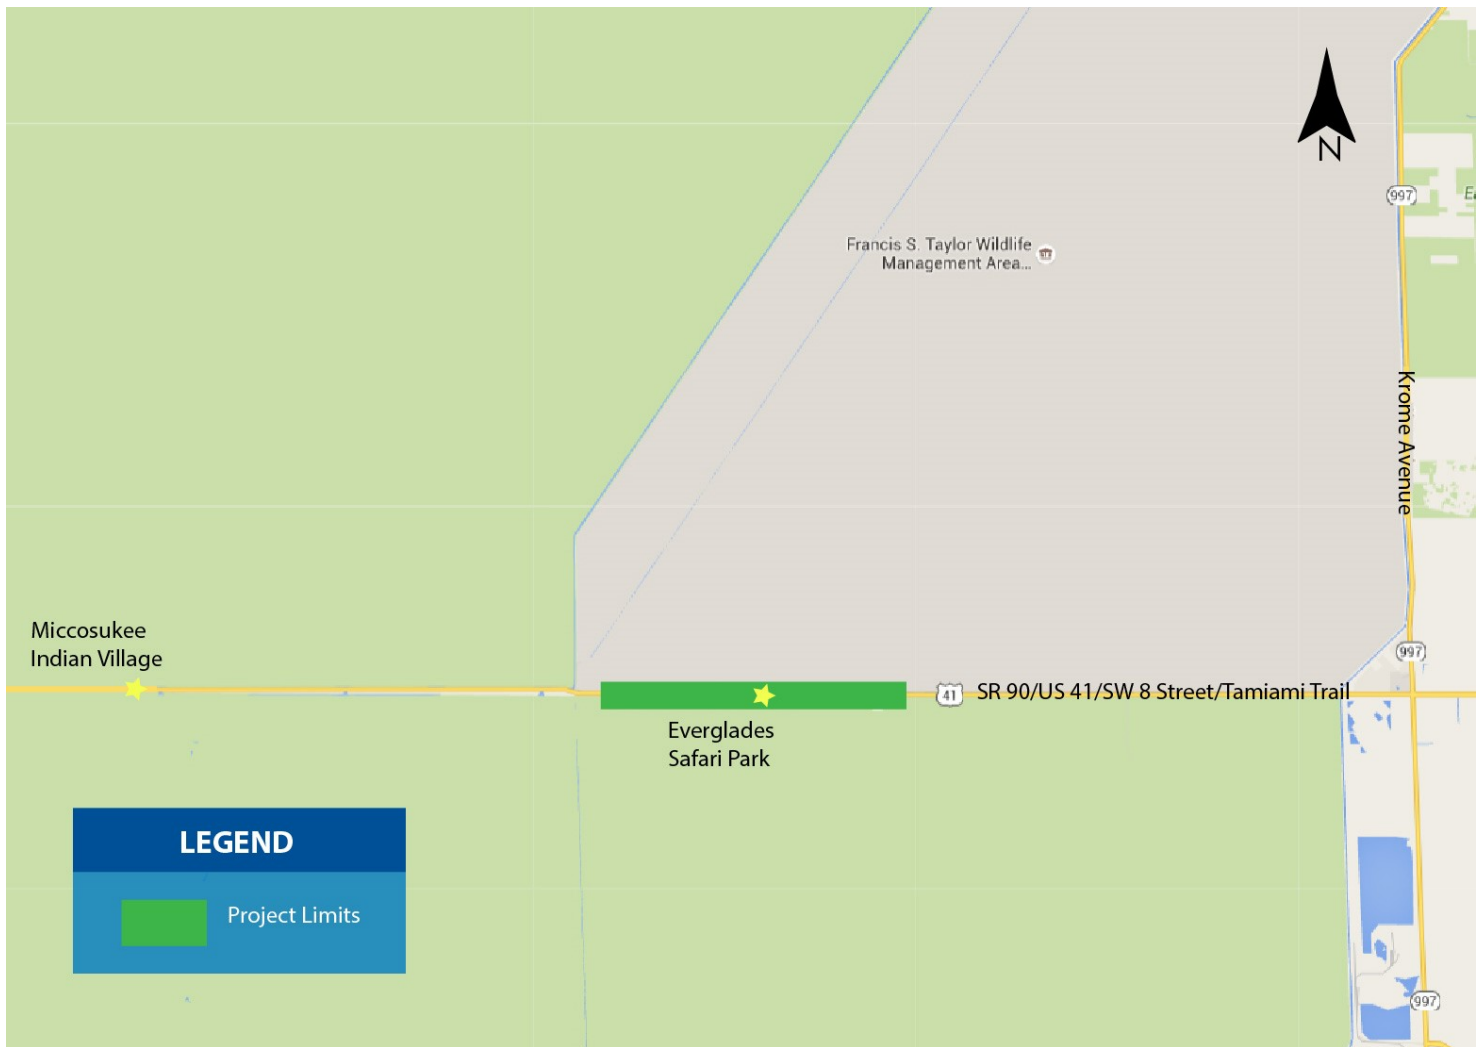 N
997
Francis S. Taylor Wildlife
Management Area...
Krome Avenue
Miccosukee
Indian Village
997
41
SR 90/US 41/SW 8 Street/Tamiami Trail
Everglades
Safari Park
LEGEND
Project Limits
997